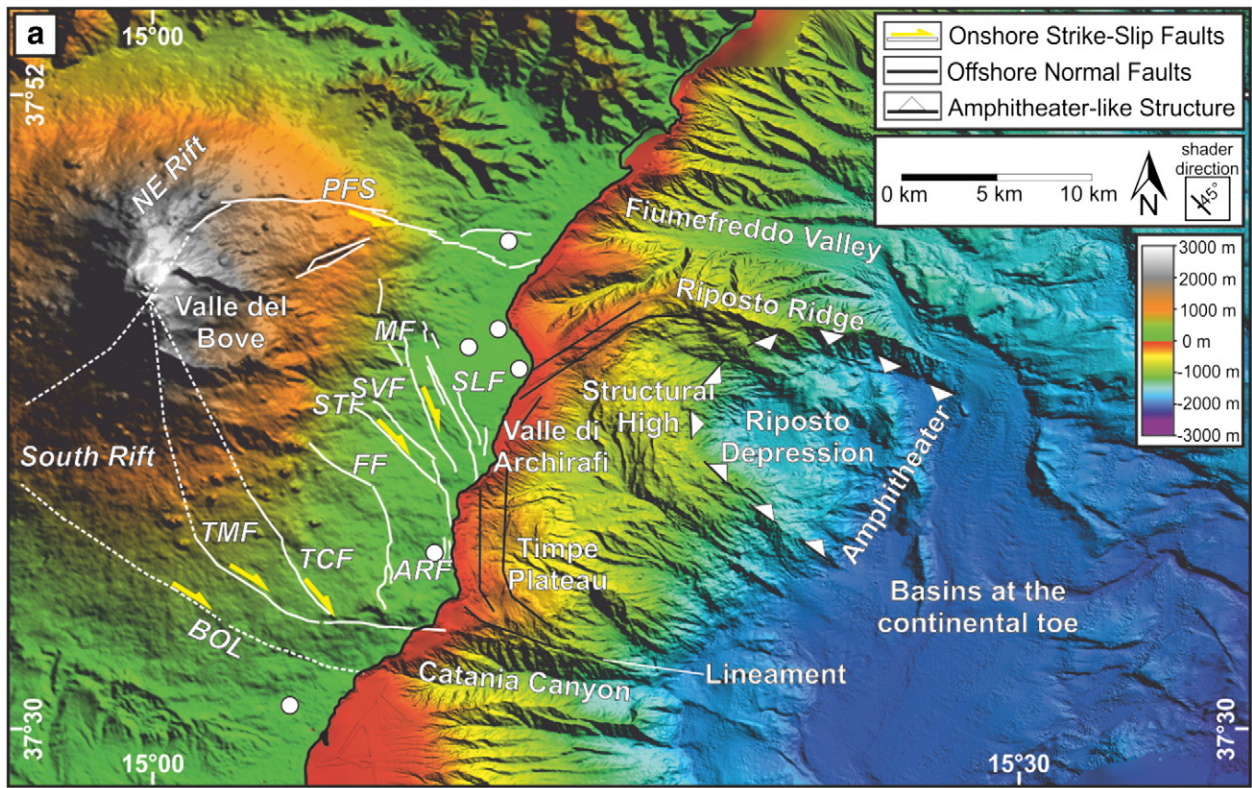 a
15°00
37°52
Onshore Strike-Slip Faults
Offshore Normal Faults
Amphitheater-like Structure
0 km
5 km
10 km
N
shader
direction
45°
3000 m
2000 m
1000 m
0 m
-1000 m
-2000 m
-3000 m
NE Rift
PFS
Fiumefreddo Valley
Riposto Ridge
Valle del
Bove
MF
SVF
SLF
STF
Structural
High
Riposto
Depression
Valle di
Archirafi
South Rift
FF
Amphitheater
TMF
TCF
ARF
Timpe
Plateau
Basins at the
continental toe
BOL
Catania Canyon
Lineament
37°30
37°30
15°00
15°30